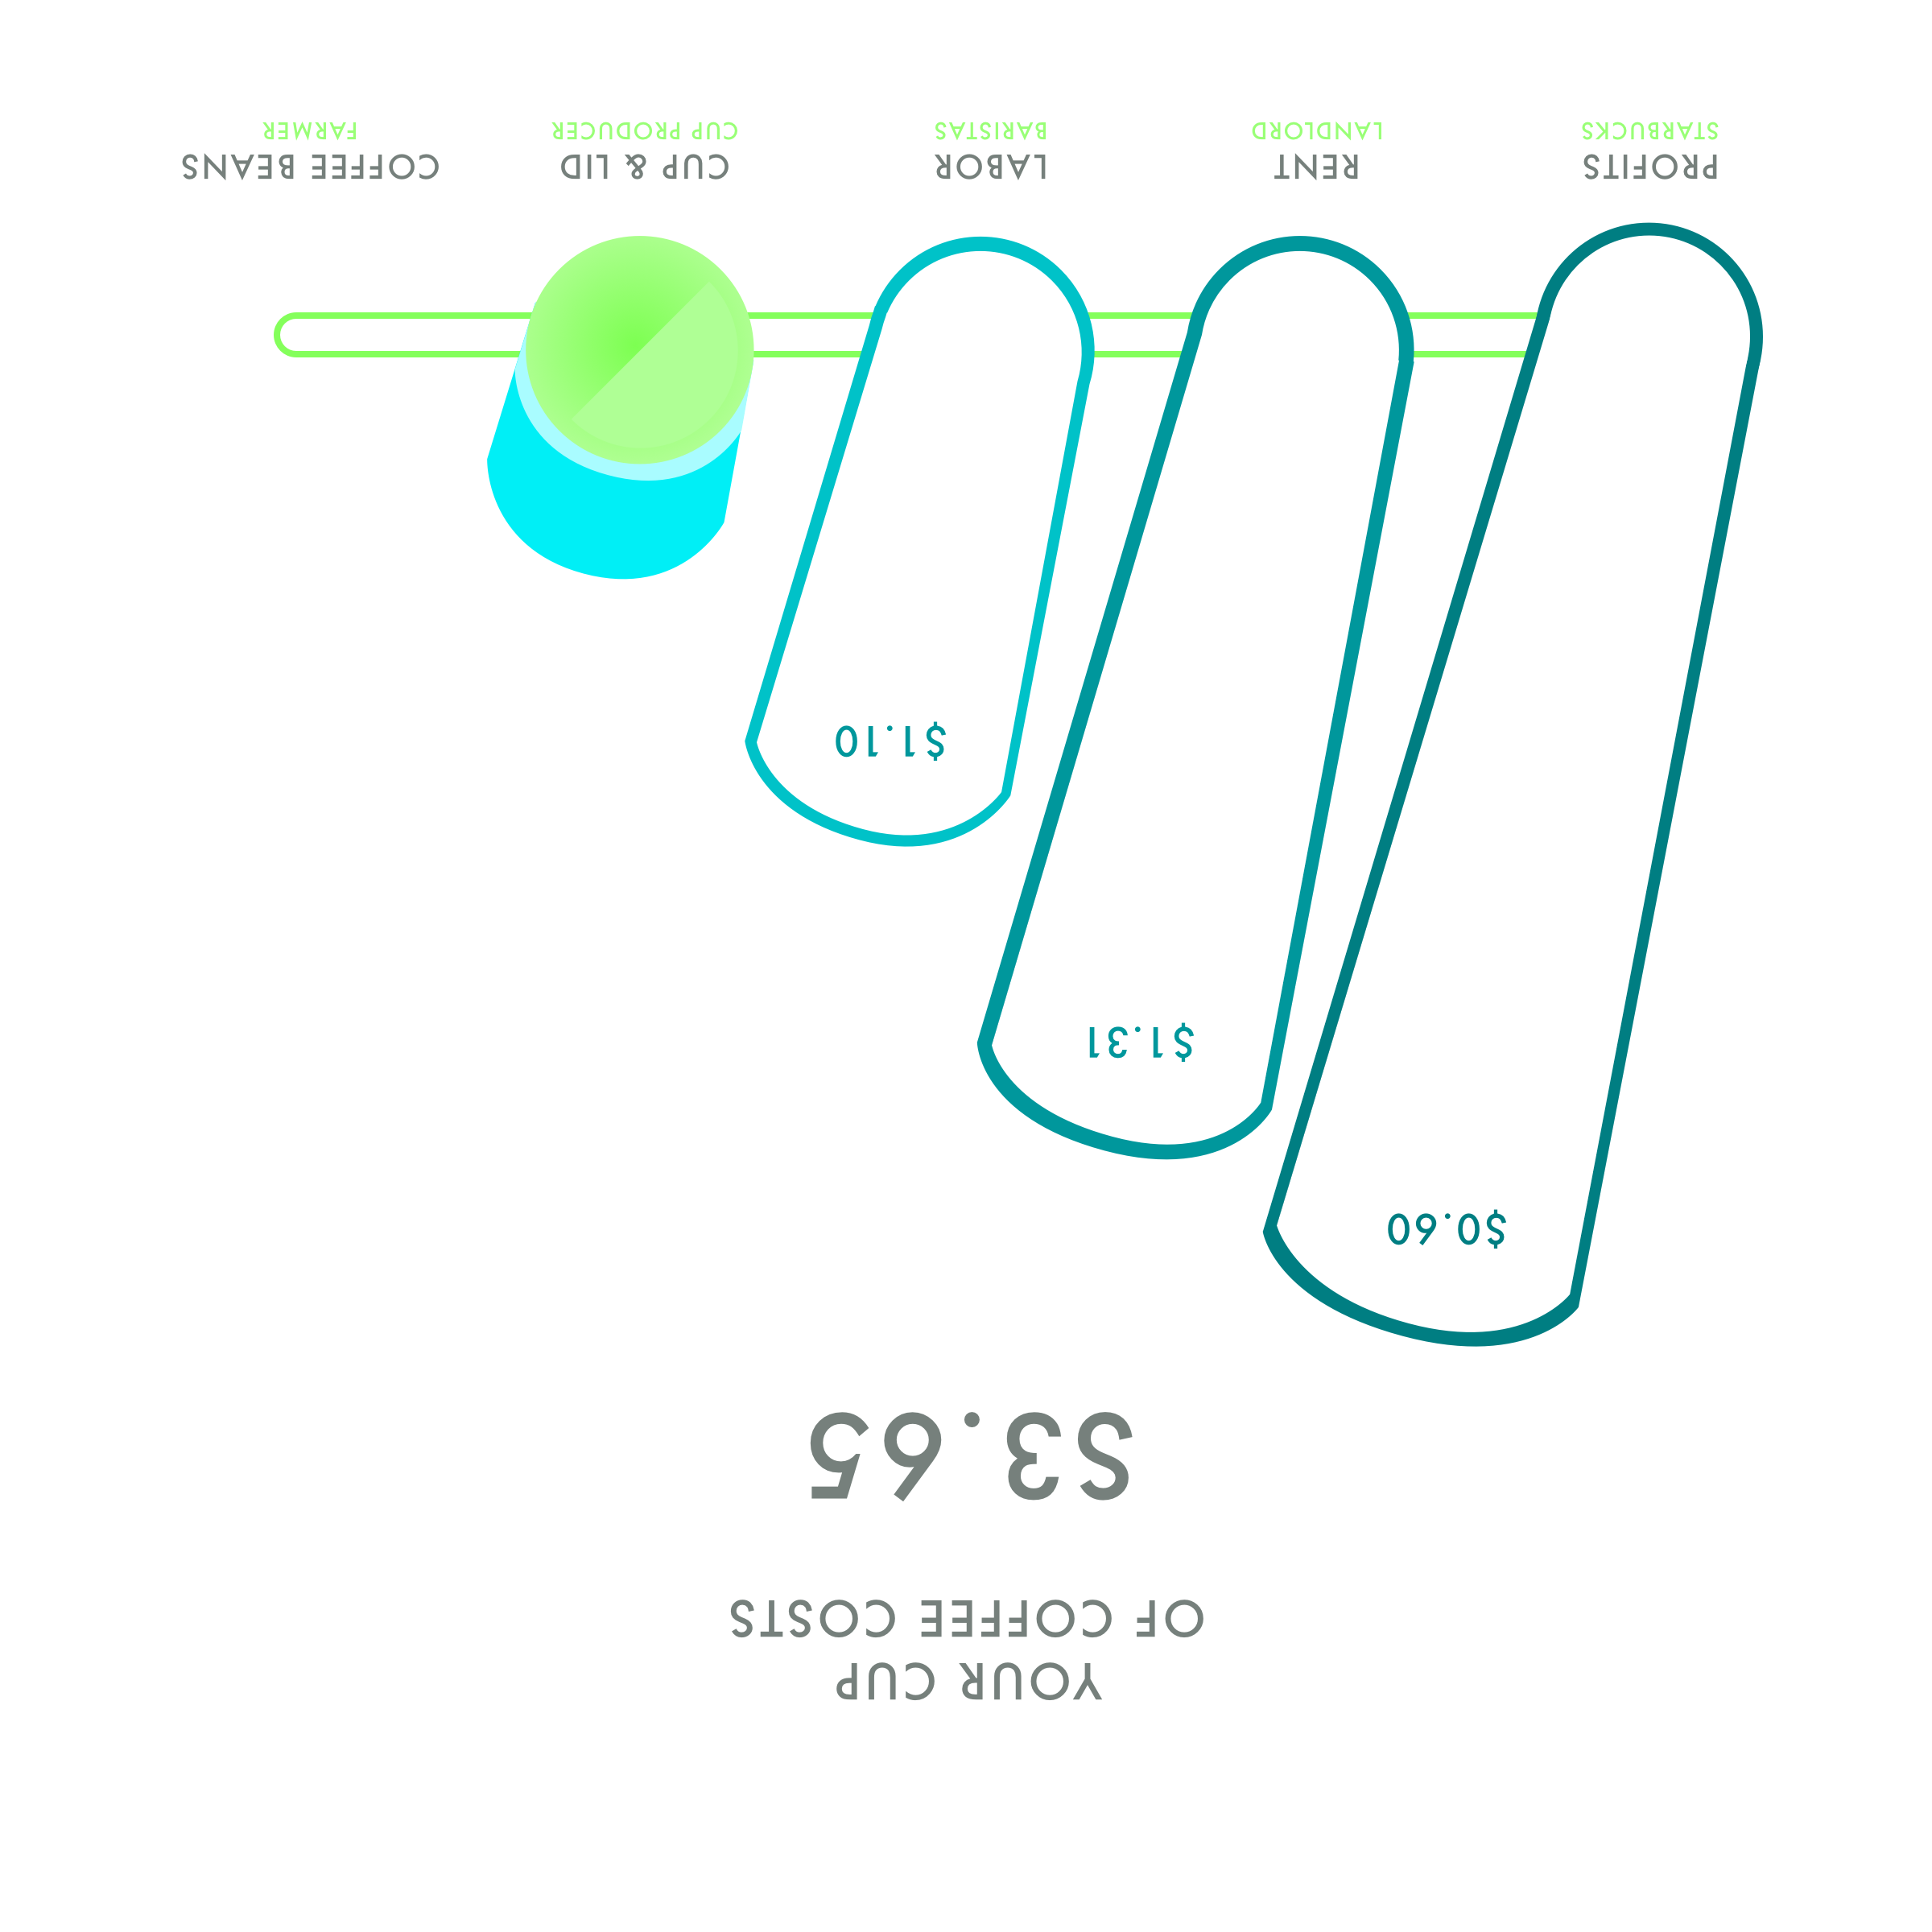 YOUR CUP
OF COFFEE COSTS
S3.65
$0.60
$1.31
$1.10
PROFITS
STARBUCKS
RENT
LANDLORD
LABOR
BARISTAS
CUP & LID
CUP PRODUCER
COFFEE BEANS
FARMER